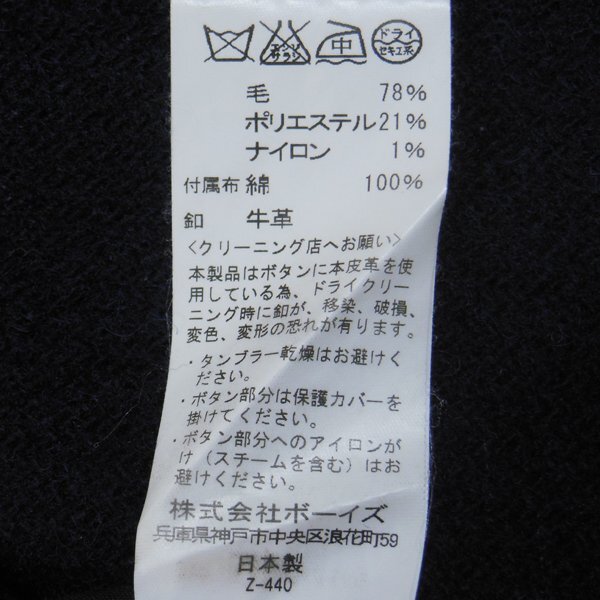 エンソ
サラシ
中
ドライ
セキユ系
毛 78%
ポリエステル21%
ナイロン 1%
付属布 綿 100%
釦 牛革
<クリーニング店へお願い>
本製品はボタンに本皮革を使
用している為、ドライクリー
ニング時に釦が、移染、破損、
変色、変形の恐れが有ります。
・タンブラー乾燥はお避けく
ださい。
・ボタン部分は保護カバーを
掛けてください。
・ボタン部分へのアイロンが
け（スチームを含む）はお
避けください。
株式会社ボーイズ
兵庫県神戸市中央区浪花町59
日本製
Z-440